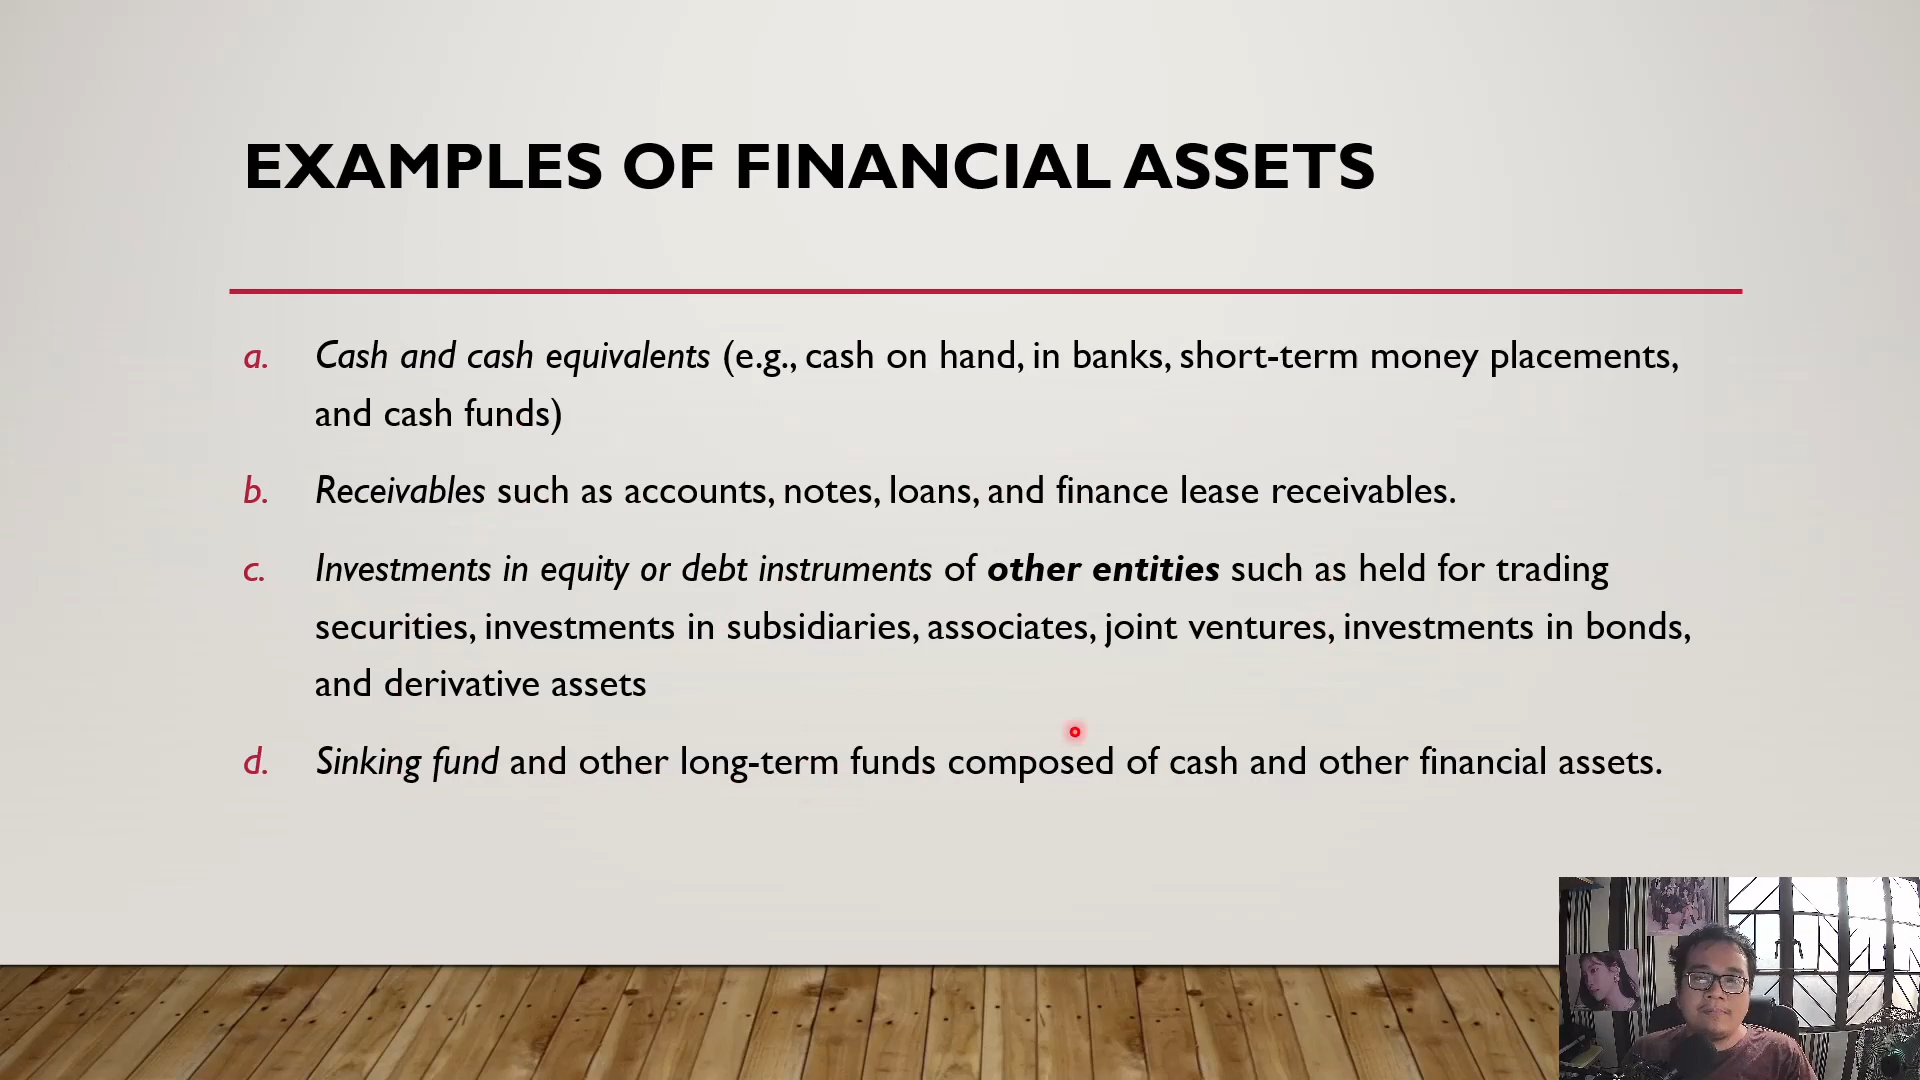 EXAMPLES OF FINANCIAL ASSETS
a. Cash and cash equivalents (e.g., cash on hand, in banks, short-term money placements,
and cash funds)
b. Receivables such as accounts, notes, loans, and finance lease receivables.
c. Investments in equity or debt instruments of other entities such as held for trading
securities, investments in subsidiaries, associates, joint ventures, investments in bonds,
and derivative assets
d. Sinking fund and other long-term funds composed of cash and other financial assets.